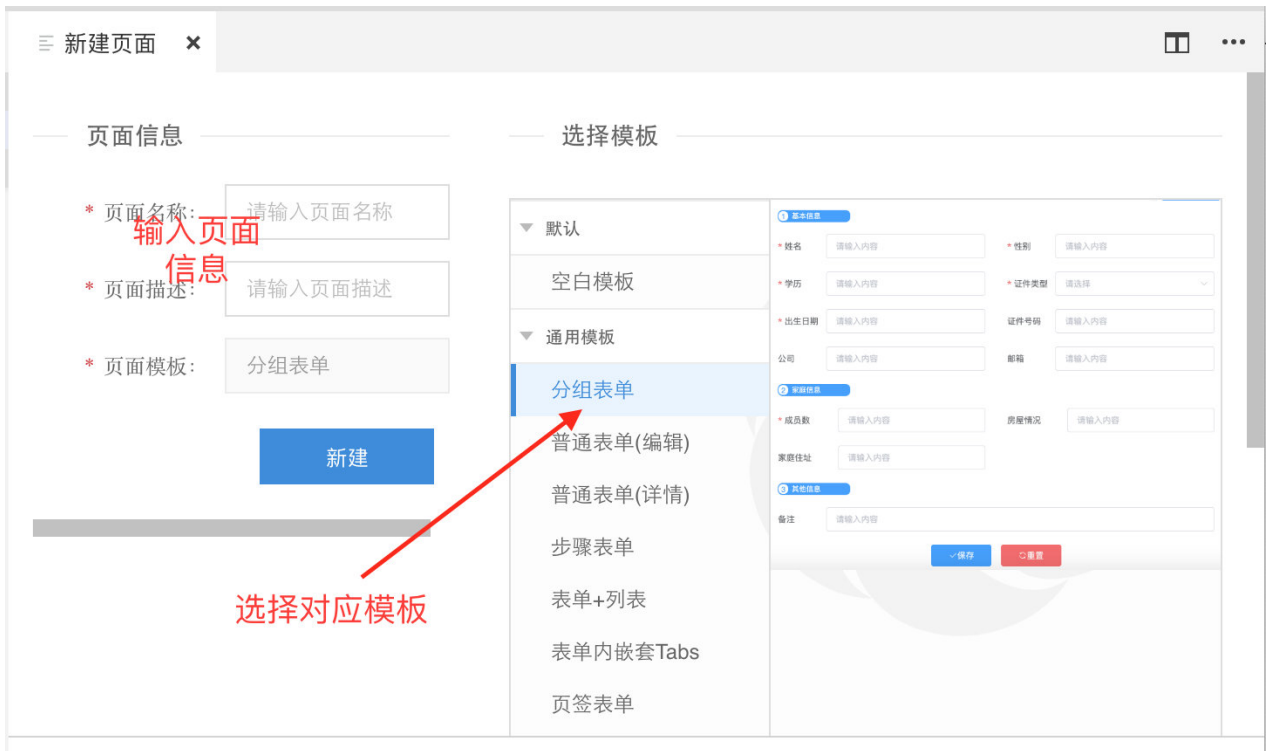 新建页面
页面信息
* 页面名称:
请输入页面名称
输入页面
信息
* 页面描述:
请输入页面描述
* 页面模板:
分组表单
新建
选择对应模板
选择模板
默认
空白模板
通用模板
分组表单
普通表单(编辑)
普通表单(详情)
步骤表单
表单+列表
表单内嵌套Tabs
页签表单
1 基本信息
* 姓名 请输入内容 * 性别 请输入内容
* 学历 请输入内容 * 证件类型 请选择
* 出生日期 请输入内容 证件号码 请输入内容
公司 请输入内容 邮箱 请输入内容
2 家庭信息
* 成员数 请输入内容 房屋情况 请输入内容
家庭住址 请输入内容
3 其他信息
备注 请输入内容
保存 重置